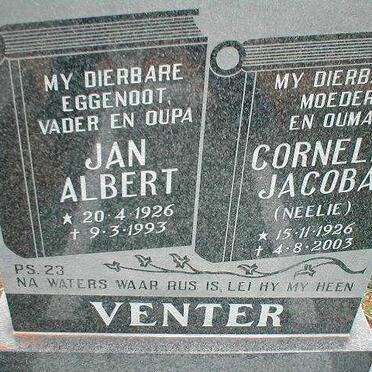 MY DIERBARE
EGGENOOT,
VADER EN OUPA
JAN
ALBERT
★ 20·4·1926
✝ 9·3·1993
MY DIERB
MOEDER
EN OUMA
CORNEL
JACOBA
(NEELIE)
★ 15·11·1926
✝ 4·8·2003
PS. 23
NA WATERS WAAR RUS IS, LEI HY MY HEEN
VENTER